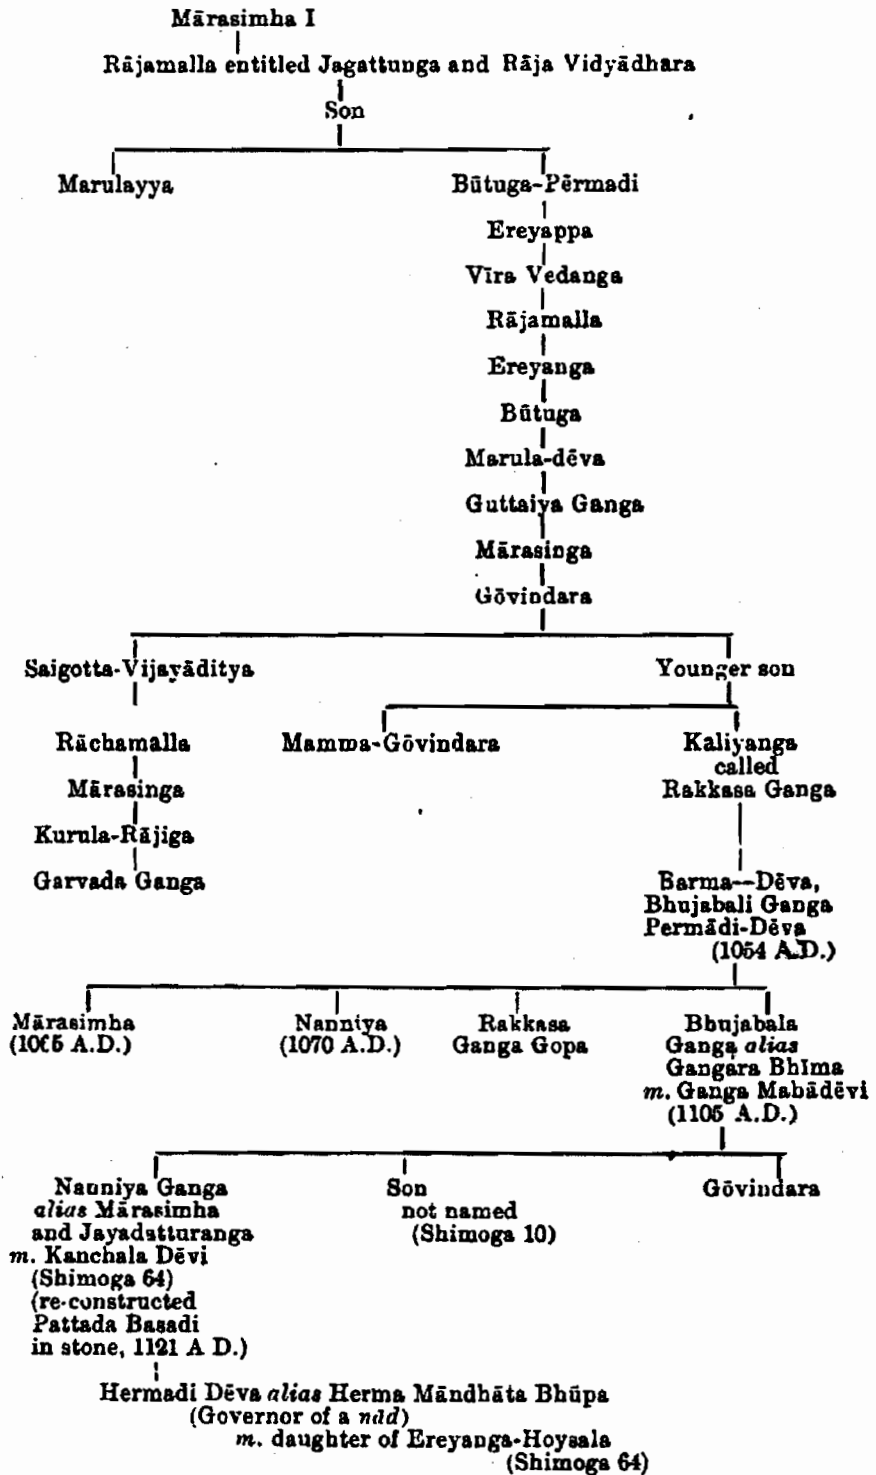 Mārasimha I
Rājamalla entitled Jagattunga and Rāja Vidyādhara
Son
Marulayya
Būtuga-Pērmadi
Ereyappa
Vīra Vedanga
Rājamalla
Ereyanga
Būtuga
Marula-dēva
Guttaiya Ganga
Mārasinga
Gōvindara
Saigotta-Vijayāditya
Younger son
Rāchamalla
Mamma-Gōvindara
Kaliyanga
called
Mārasinga
Rakkasa Ganga
Kurula-Rājiga
Garvada Ganga
Barma--Dēva,
Bhujabali Ganga
Permādi-Dēva
(1054 A.D.)
Mārasimha
Nanniya
Rakkasa
Bhujabala
(1065 A.D.)
(1070 A.D.)
Ganga Gopa
Ganga alias
Gangara Bhīma
m. Ganga Mahādēvi
(1105 A.D.)
Nanniya Ganga
Son
Gōvindara
alias Mārasimha
not named
and Jayadatturanga
(Shimoga 10)
m. Kanchala Dēvi
(Shimoga 64)
(re-constructed
Pattada Basadi
in stone, 1121 A D.)
Hermadi Dēva alias Herma Māndhāta Bhūpa
(Governor of a nād)
m. daughter of Ereyanga-Hoysala
(Shimoga 64)